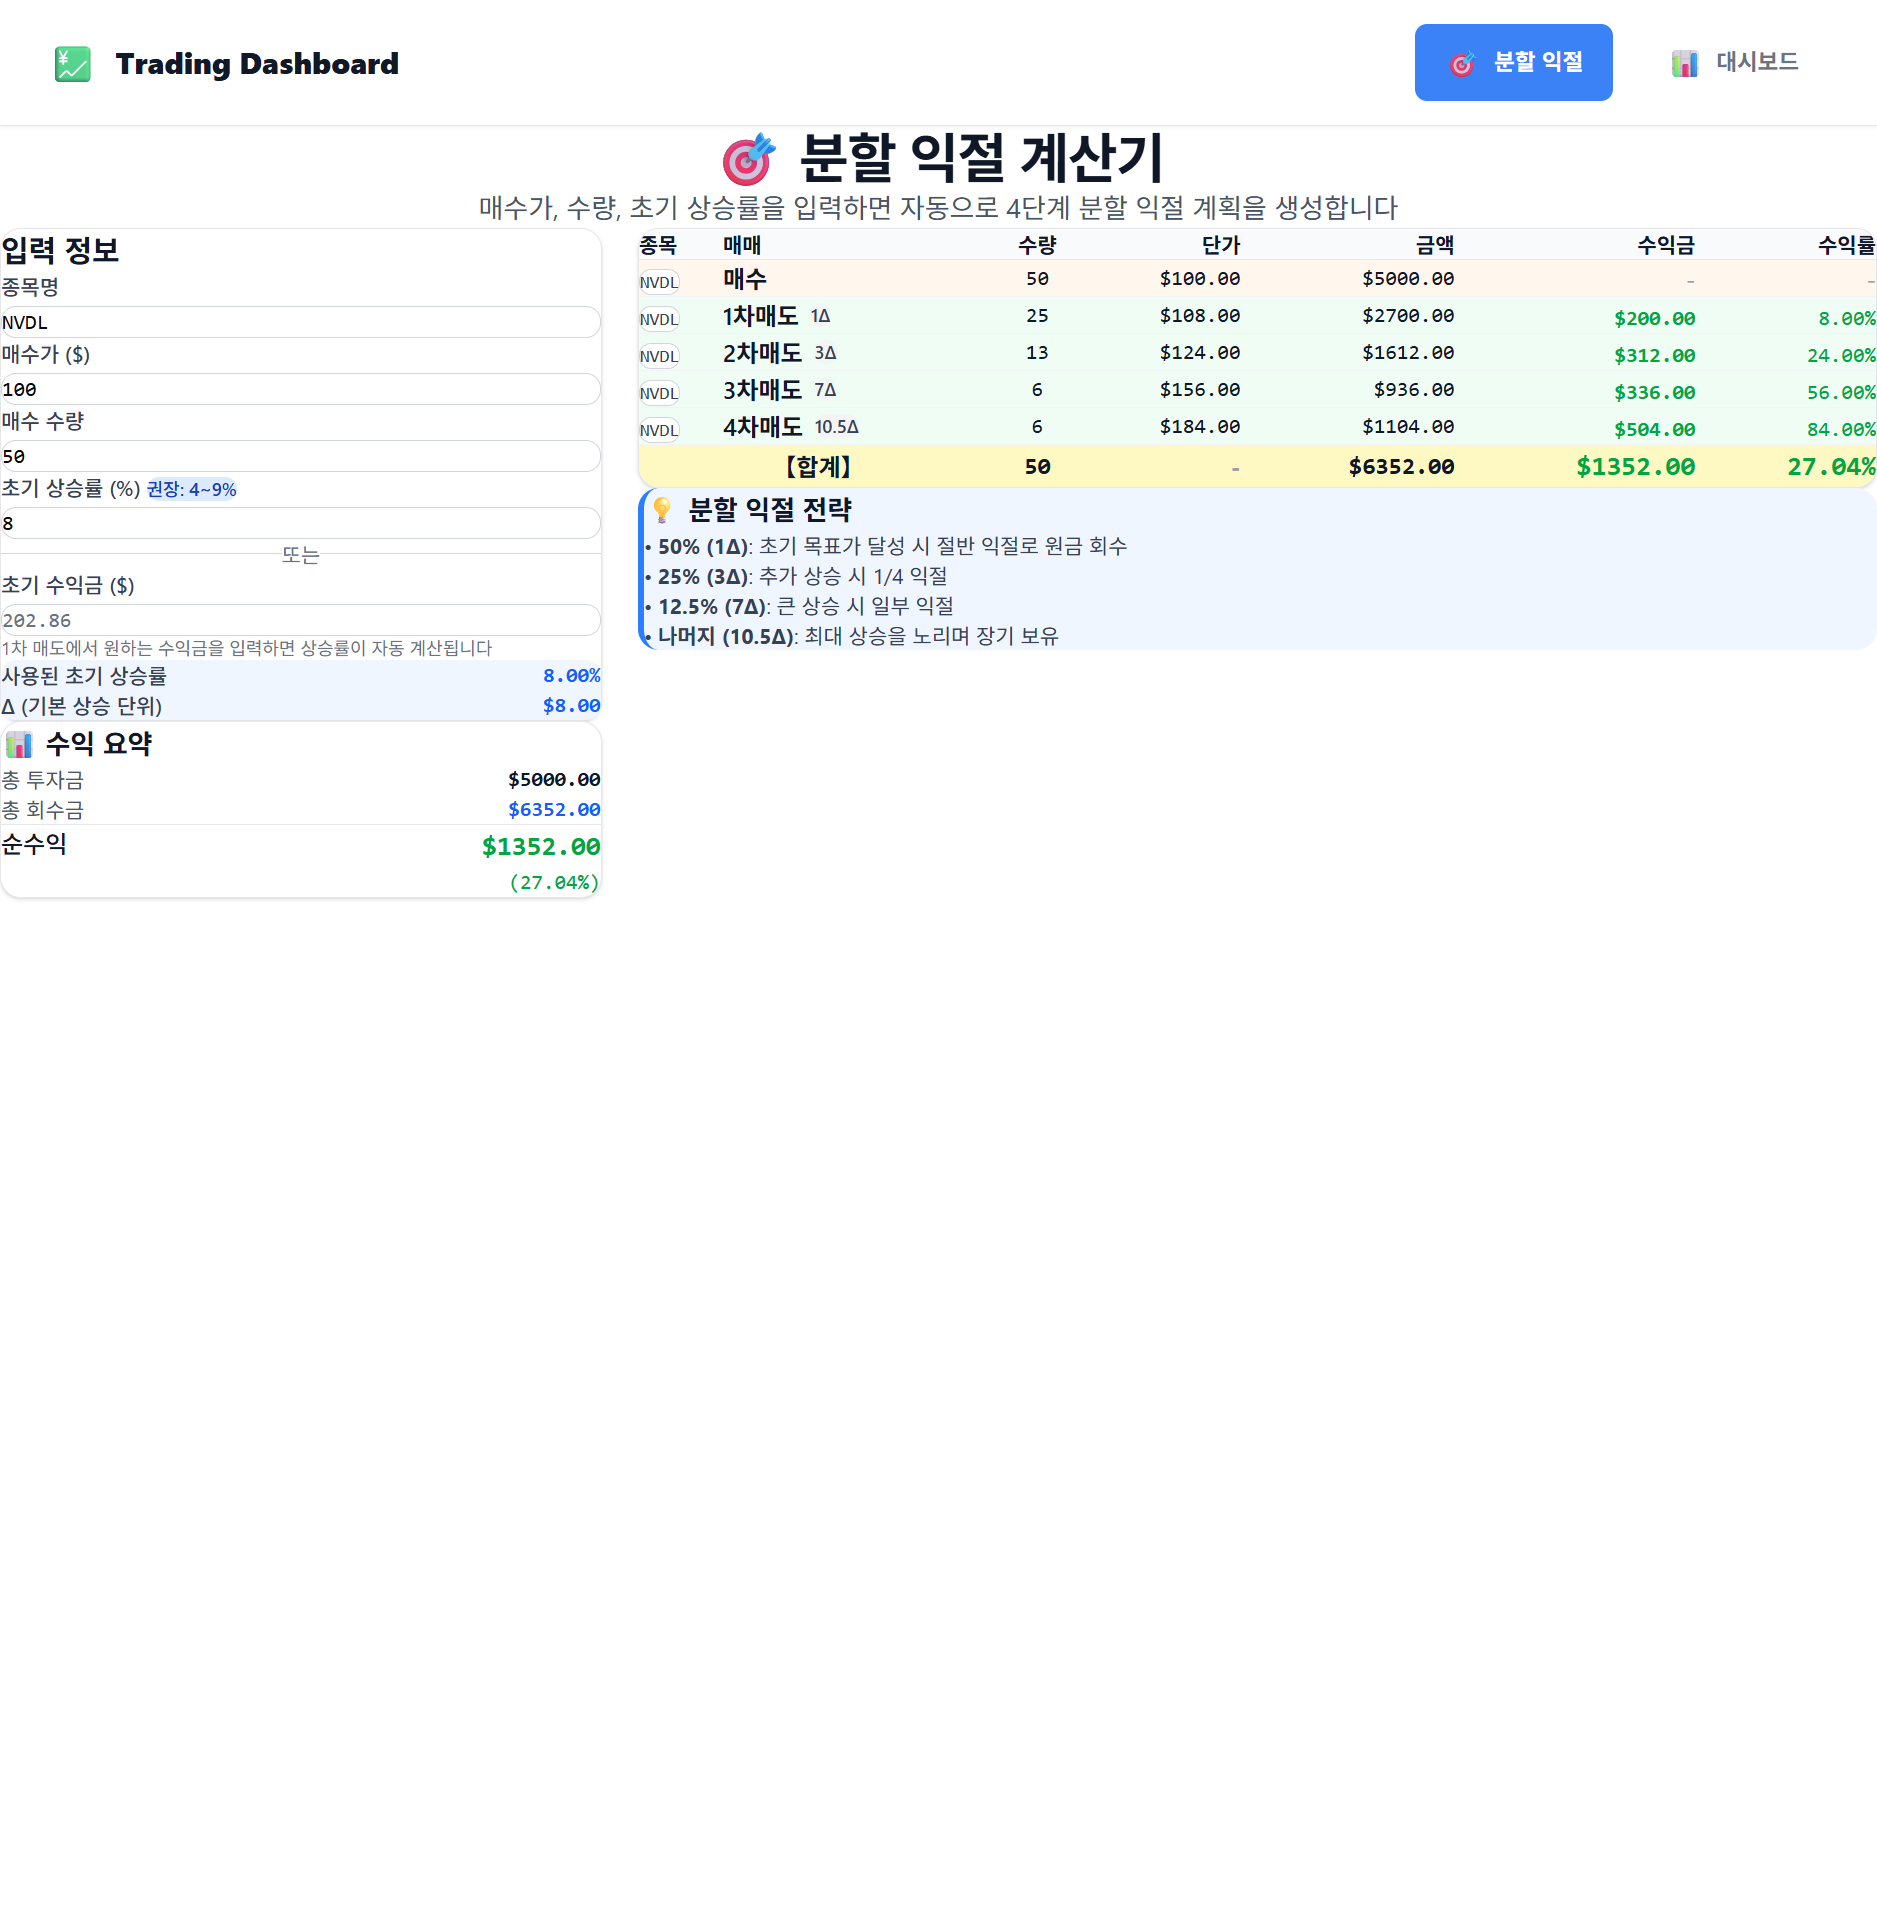 Trading Dashboard
분할 익절
대시보드
분할 익절 계산기
매수가, 수량, 초기 상승률을 입력하면 자동으로 4단계 분할 익절 계획을 생성합니다
입력 정보
종목명
NVDL
매수가 ($)
100
매수 수량
50
초기 상승률 (%) 권장: 4~9%
8
또는
초기 수익금 ($)
202.86
1차 매도에서 원하는 수익금을 입력하면 상승률이 자동 계산됩니다
사용된 초기 상승률 8.00%
Δ (기본 상승 단위) $8.00
수익 요약
총 투자금 $5000.00
총 회수금 $6352.00
순수익 $1352.00
(27.04%)
종목 매매 수량 단가 금액 수익금 수익률
NVDL 매수 50 $100.00 $5000.00 - -
NVDL 1차매도 1Δ 25 $108.00 $2700.00 $200.00 8.00%
NVDL 2차매도 3Δ 13 $124.00 $1612.00 $312.00 24.00%
NVDL 3차매도 7Δ 6 $156.00 $936.00 $336.00 56.00%
NVDL 4차매도 10.5Δ 6 $184.00 $1104.00 $504.00 84.00%
【합계】 50 - $6352.00 $1352.00 27.04%
분할 익절 전략
• 50% (1Δ): 초기 목표가 달성 시 절반 익절로 원금 회수
• 25% (3Δ): 추가 상승 시 1/4 익절
• 12.5% (7Δ): 큰 상승 시 일부 익절
• 나머지 (10.5Δ): 최대 상승을 노리며 장기 보유